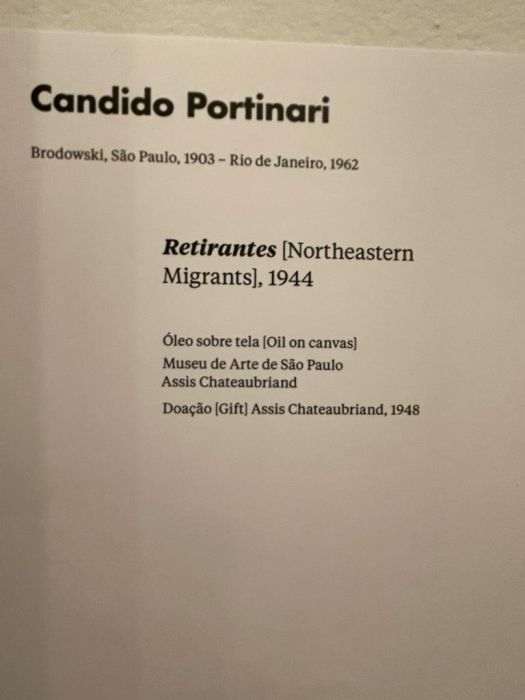 Candido Portinari
Brodowski, São Paulo, 1903 – Rio de Janeiro, 1962
Retirantes [Northeastern
Migrants], 1944
Óleo sobre tela [Oil on canvas]
Museu de Arte de São Paulo
Assis Chateaubriand
Doação [Gift] Assis Chateaubriand, 1948